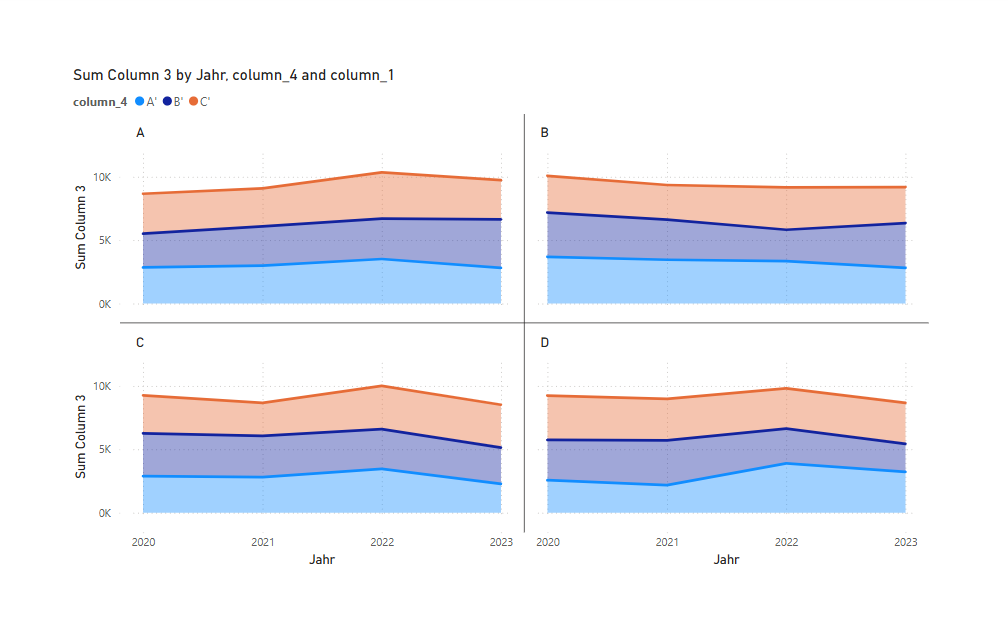 Sum Column 3 by Jahr, column_4 and column_1
column_4 A' B' C'
A
B
10K
5K
0K
Sum Column 3
C
D
10K
5K
0K
Sum Column 3
2020 2021 2022 2023 2020 2021 2022 2023
Jahr Jahr